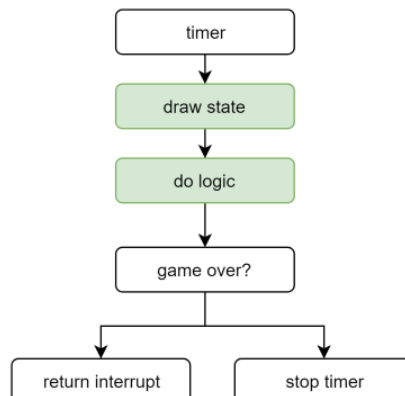 timer
draw state
do logic
game over?
return interrupt
stop timer